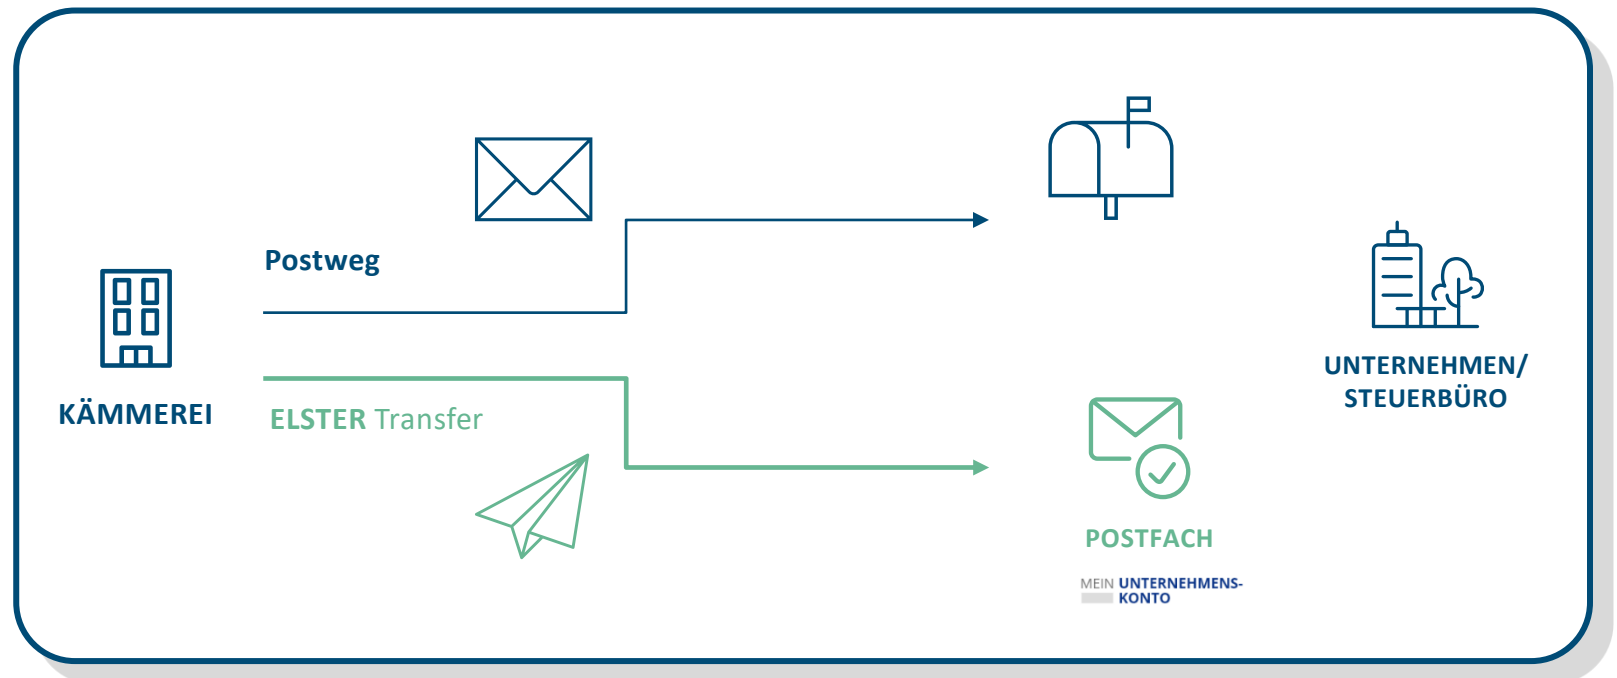 Postweg
KÄMMEREI
ELSTER Transfer
UNTERNEHMEN/
STEUERBÜRO
POSTFACH
MEIN UNTERNEHMENS-
KONTO